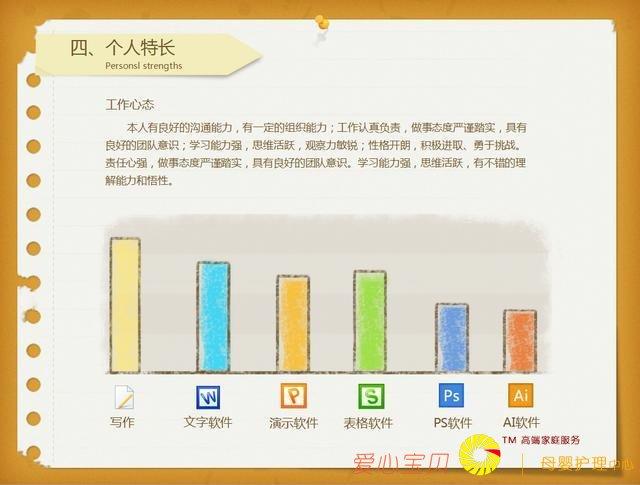 四、个人特长
Personsl strengths
工作心态
本人有良好的沟通能力，有一定的组织能力；工作认真负责，做事态度严谨踏实，具有
良好的团队意识；学习能力强，思维活跃，观察力敏锐；性格开朗，积极进取、勇于挑战。
责任心强，做事态度严谨踏实，具有良好的团队意识。学习能力强，思维活跃，有不错的理
解能力和悟性。
W P S Ps Ai
写作 文字软件 演示软件 表格软件 PS软件 AI软件
TM 高端家庭服务
爱心宝贝 母婴护理中心